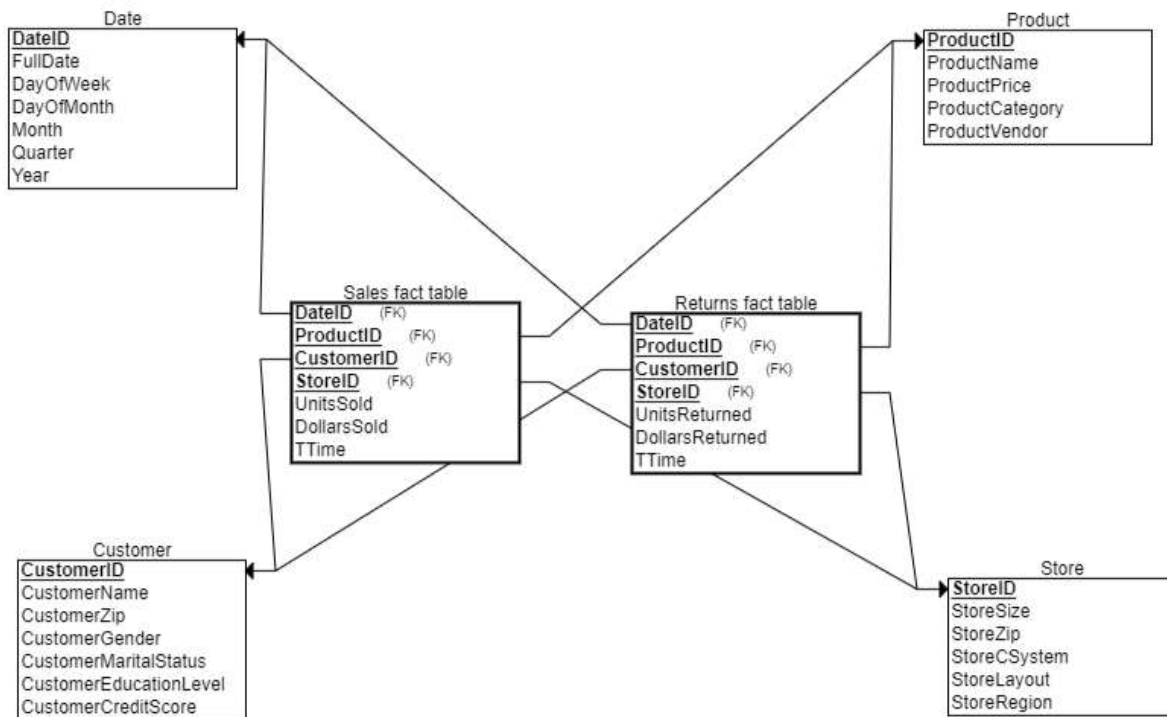 Date
DateID
FullDate
DayOfWeek
DayOfMonth
Month
Quarter
Year
Product
ProductID
ProductName
ProductPrice
ProductCategory
ProductVendor
Sales fact table
DateID (FK)
ProductID (FK)
CustomerID (FK)
StoreID (FK)
UnitsSold
DollarsSold
TTime
Returns fact table
DateID (FK)
ProductID (FK)
CustomerID (FK)
StoreID (FK)
UnitsReturned
DollarsReturned
TTime
Customer
CustomerID
CustomerName
CustomerZip
CustomerGender
CustomerMaritalStatus
CustomerEducationLevel
CustomerCreditScore
Store
StoreID
StoreSize
StoreZip
StoreCSystem
StoreLayout
StoreRegion